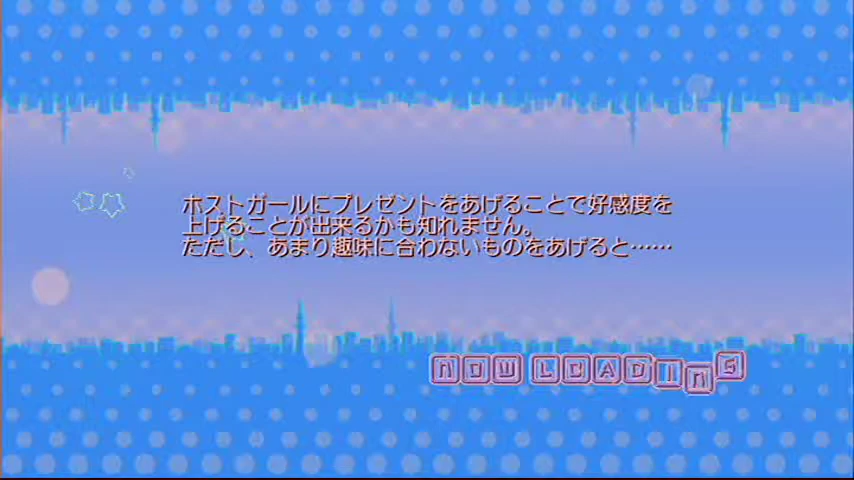 ホストガールにプレゼントをあげることで好感度を
上げることが出来るかも知れません。
ただし、あまり趣味に合わないものをあげると……
NOW LOADING